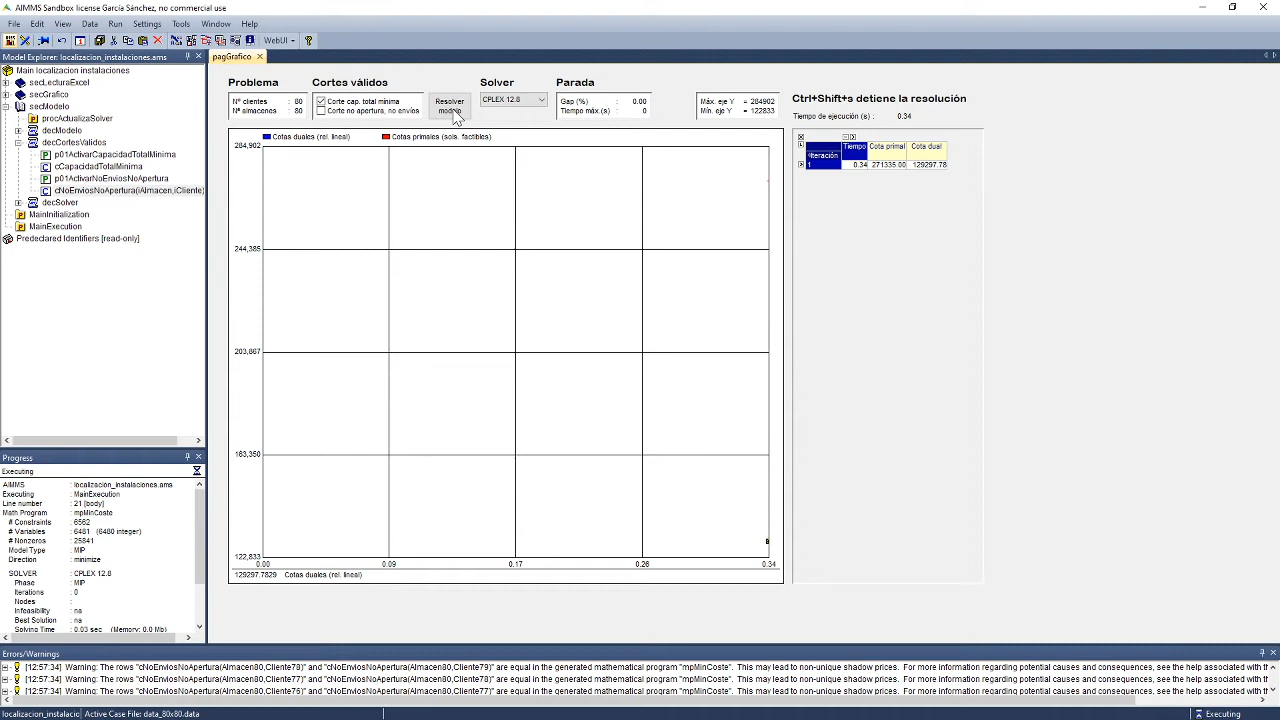 AIMMS Sandbox license García Sánchez, no commercial use
File Edit View Data Run Settings Tools Window Help
WebUI
Model Explorer: localizacion_instalaciones.ams
pagGrafico
Main localizacion instalaciones
secLecturaExcel
secGrafico
secModelo
procActualizaSolver
decModelo
decCortesValidos
p01ActivarCapacidadTotalMinima
cCapacidadTotalMinima
p01ActivarNoEnviosNoApertura
cNoEnviosNoApertura(iAlmacen,iCliente)
decSolver
MainInitialization
MainExecution
Predeclared Identifiers [read-only]
Problema
Nº clientes : 80
Nº almacenes : 80
Cortes válidos
Corte cap. total mínima
Corte no apertura, no envíos
Resolver
modelo
Solver
CPLEX 12.8
Parada
Gap (%) : 0.00
Tiempo máx.(s) : 0
Máx. eje Y = 284902
Mín. eje Y = 122833
Ctrl+Shift+s detiene la resolución
Tiempo de ejecución (s) : 0.34
Cotas duales (rel. lineal) Cotas primales (sols. factibles)
284,902
244,385
203,867
163,350
122,833
0.00 0.09 0.17 0.26 0.34
129297.7829 Cotas duales (rel. lineal)
Tiempo Cota primal Cota dual
Iteración
1 0.34 271335.00 129297.78
Progress
Executing
AIMMS : localizacion_instalaciones.ams
Executing : MainExecution
Line number : 21 [body]
Math Program : mpMinCoste
# Constraints : 6562
# Variables : 6481 (6480 integer)
# Nonzeros : 25841
Model Type : MIP
Direction : minimize
SOLVER : CPLEX 12.8
Phase : MIP
Iterations : 0
Nodes :
Infeasibility : na
Best Solution : na
Solving Time : 0.03 sec (Memory: 0.0 Mb)
Errors/Warnings
[12:57:34] Warning: The rows "cNoEnviosNoApertura(Almacen80,Cliente78)" and "cNoEnviosNoApertura(Almacen80,Cliente79)" are equal in the generated mathematical program "mpMinCoste". This may lead to non-unique shadow prices. For more information regarding potential causes and consequences, see the help associated with th
[12:57:34] Warning: The rows "cNoEnviosNoApertura(Almacen80,Cliente76)" and "cNoEnviosNoApertura(Almacen80,Cliente78)" are equal in the generated mathematical program "mpMinCoste". This may lead to non-unique shadow prices. For more information regarding potential causes and consequences, see the help associated with th
[12:57:34] Warning: The rows "cNoEnviosNoApertura(Almacen80,Cliente75)" and "cNoEnviosNoApertura(Almacen80,Cliente77)" are equal in the generated mathematical program "mpMinCoste". This may lead to non-unique shadow prices. For more information regarding potential causes and consequences, see the help associated with th
localizacion_instalacio Active Case File: data_80x80.data Executing